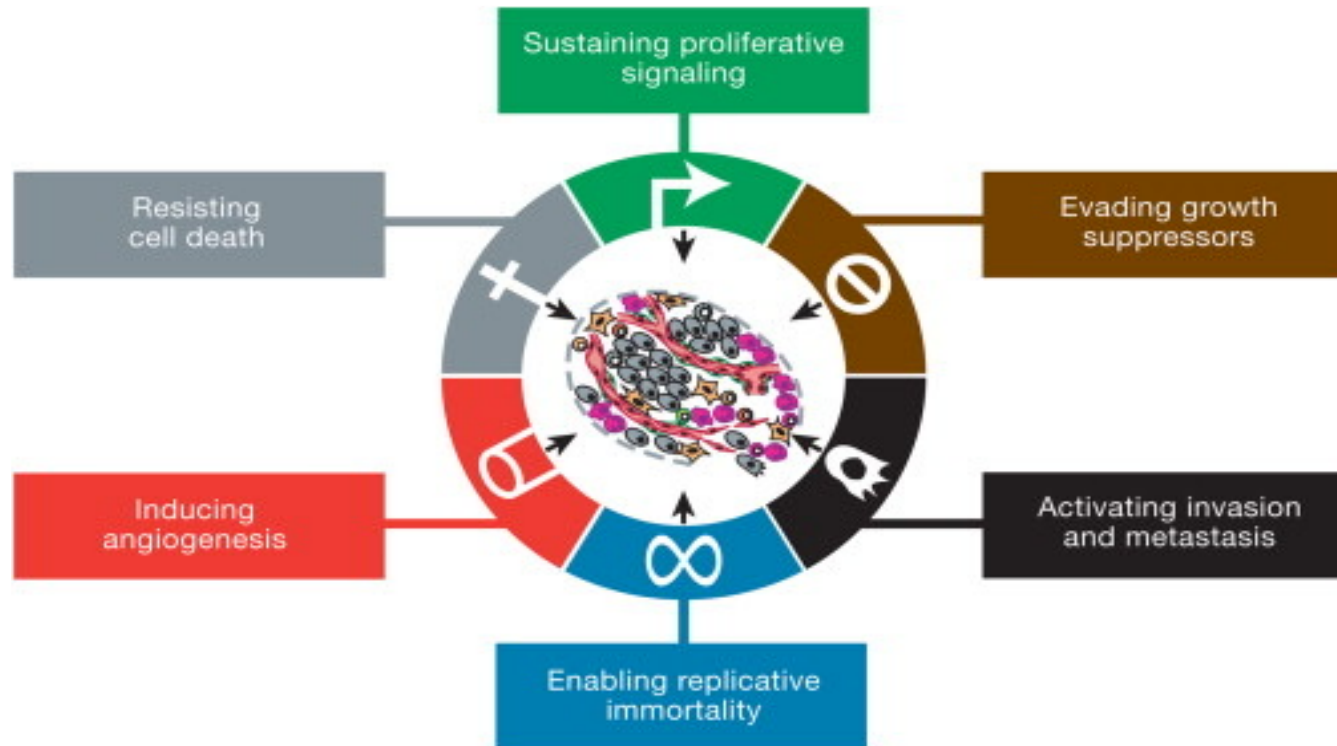 Sustaining proliferative
signaling
Resisting
cell death
Evading growth
suppressors
Inducing
angiogenesis
Activating invasion
and metastasis
Enabling replicative
immortality